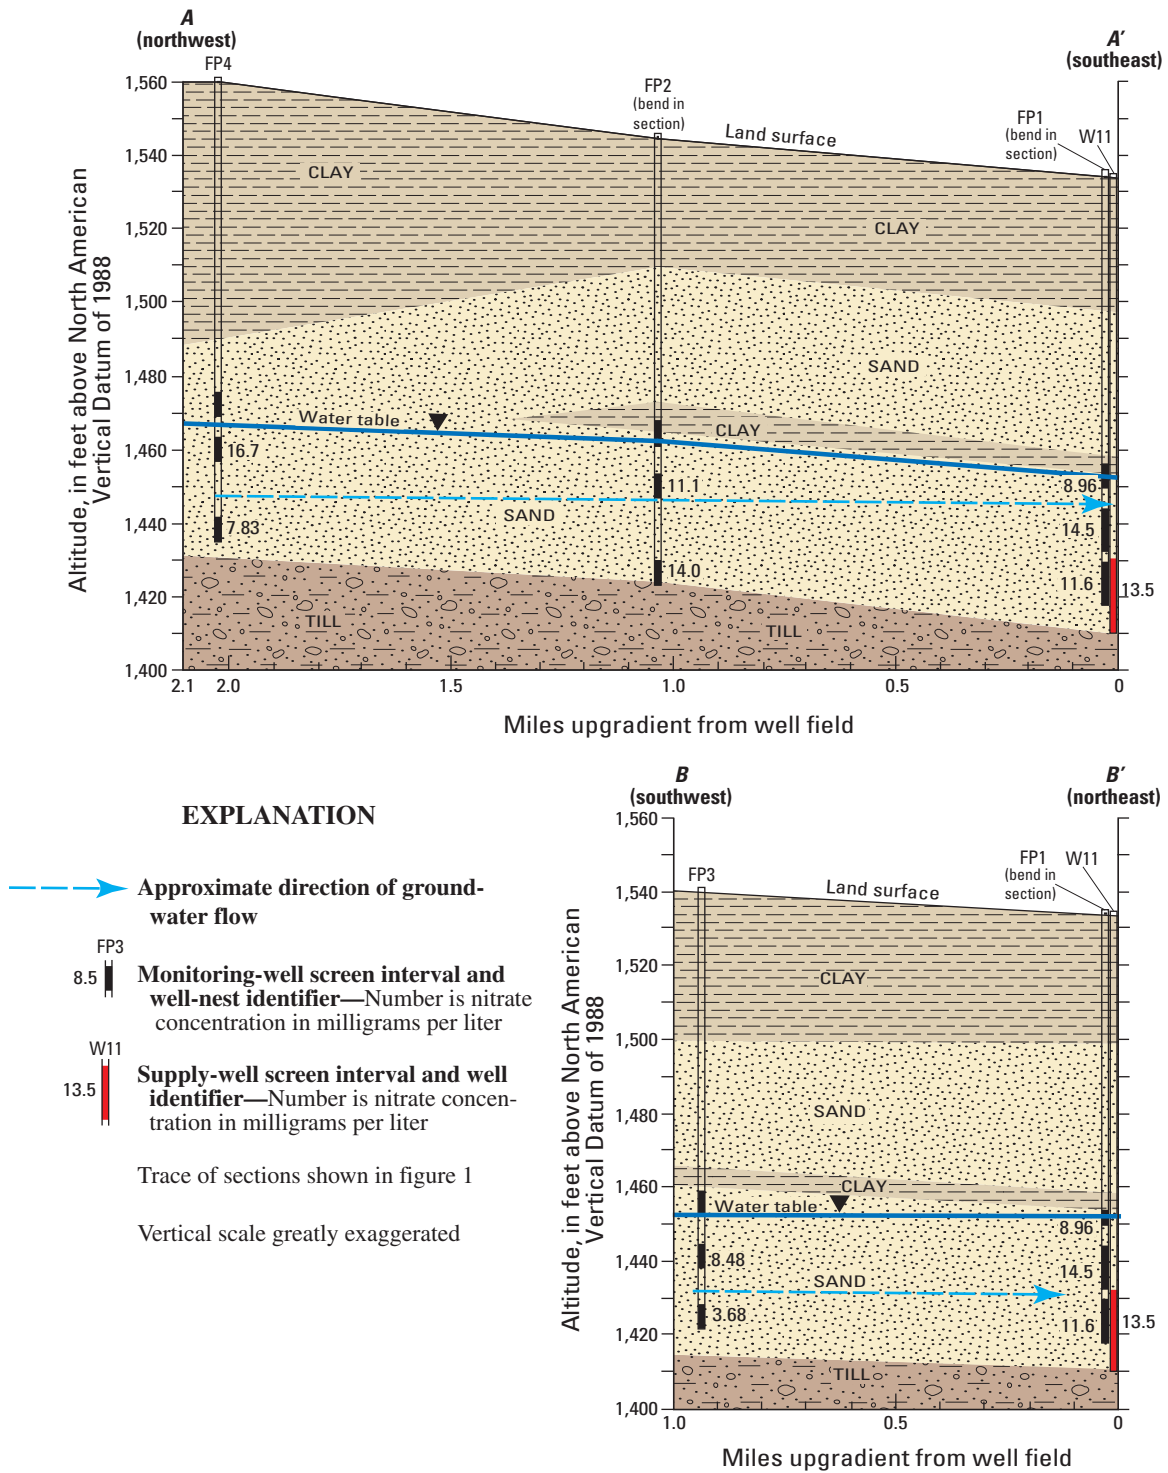 A
(northwest)
FP4
A′
(southeast)
FP2
(bend in
section)
FP1
(bend in
section)
W11
Land surface
1,560
1,540
1,520
1,500
1,480
1,460
1,440
1,420
1,400
Altitude, in feet above North American
Vertical Datum of 1988
CLAY
CLAY
SAND
Water table
CLAY
16.7
11.1
8.96
SAND
7.83
14.5
14.0
11.6
13.5
TILL
TILL
2.1
2.0
1.5
1.0
0.5
0
Miles upgradient from well field
EXPLANATION
Approximate direction of ground-
water flow
FP3
8.5
Monitoring-well screen interval and
well-nest identifier—Number is nitrate
concentration in milligrams per liter
W11
13.5
Supply-well screen interval and well
identifier—Number is nitrate concen-
tration in milligrams per liter
Trace of sections shown in figure 1
Vertical scale greatly exaggerated
B
(southwest)
B′
(northeast)
FP3
FP1
(bend in
section)
W11
Land surface
1,560
1,540
1,520
1,500
1,480
1,460
1,440
1,420
1,400
Altitude, in feet above North American
Vertical Datum of 1988
CLAY
SAND
CLAY
Water table
8.96
8.48
14.5
SAND
3.68
11.6
13.5
TILL
1.0
0.5
0
Miles upgradient from well field